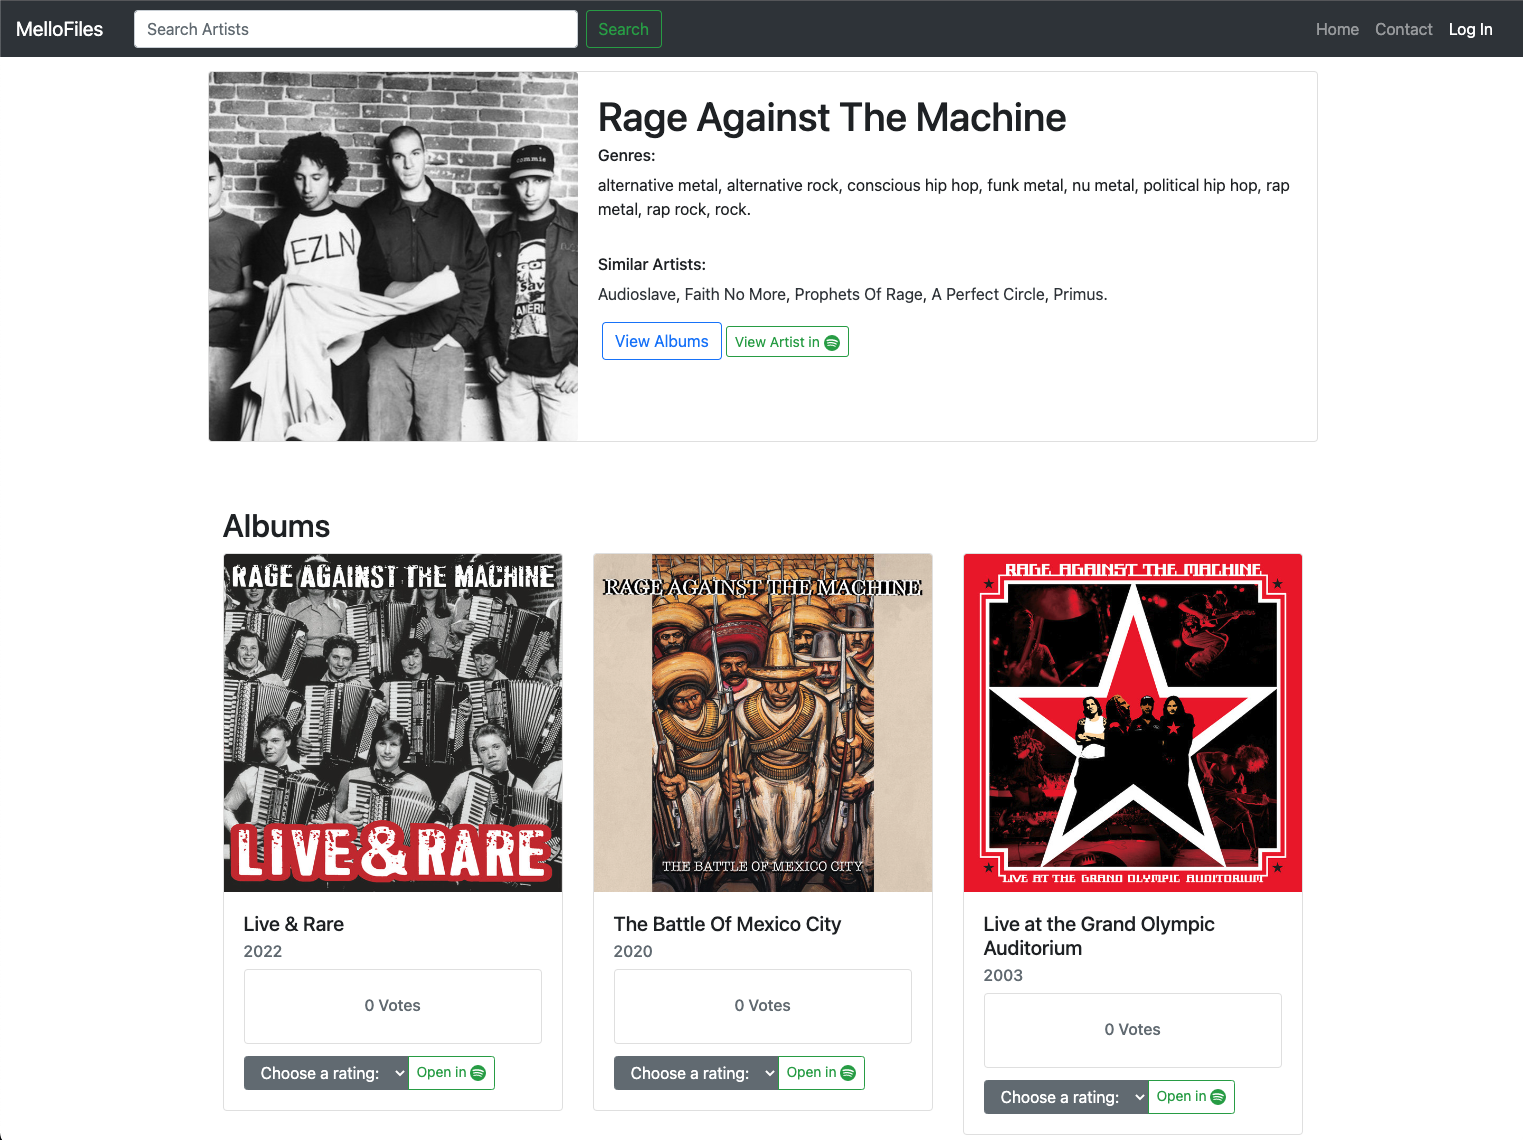 MelloFiles
Search Artists
Search
Home
Contact
Log In
commie
EZLN
Rage Against The Machine
Genres:
alternative metal, alternative rock, conscious hip hop, funk metal, nu metal, political hip hop, rap
metal, rap rock, rock.
Similar Artists:
Audioslave, Faith No More, Prophets Of Rage, A Perfect Circle, Primus.
View Albums
View Artist in
Albums
RAGE AGAINST THE MACHINE
LIVE & RARE
Live & Rare
2022
0 Votes
Choose a rating:
Open in
RAGE AGAINST THE MACHINE
THE BATTLE OF MEXICO CITY
The Battle Of Mexico City
2020
0 Votes
Choose a rating:
Open in
RAGE AGAINST THE MACHINE
LIVE AT THE GRAND OLYMPIC AUDITORIUM
Live at the Grand Olympic
Auditorium
2003
0 Votes
Choose a rating:
Open in